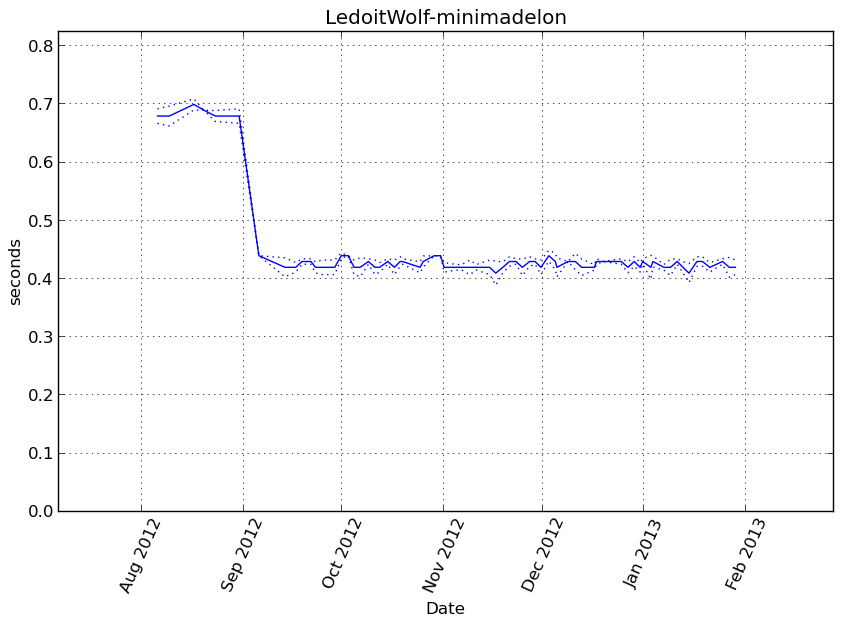 LedoitWolf-minimadelon
0.8
0.7
0.6
0.5
0.4
0.3
0.2
0.1
0.0
seconds
Aug 2012
Sep 2012
Oct 2012
Nov 2012
Dec 2012
Jan 2013
Feb 2013
Date